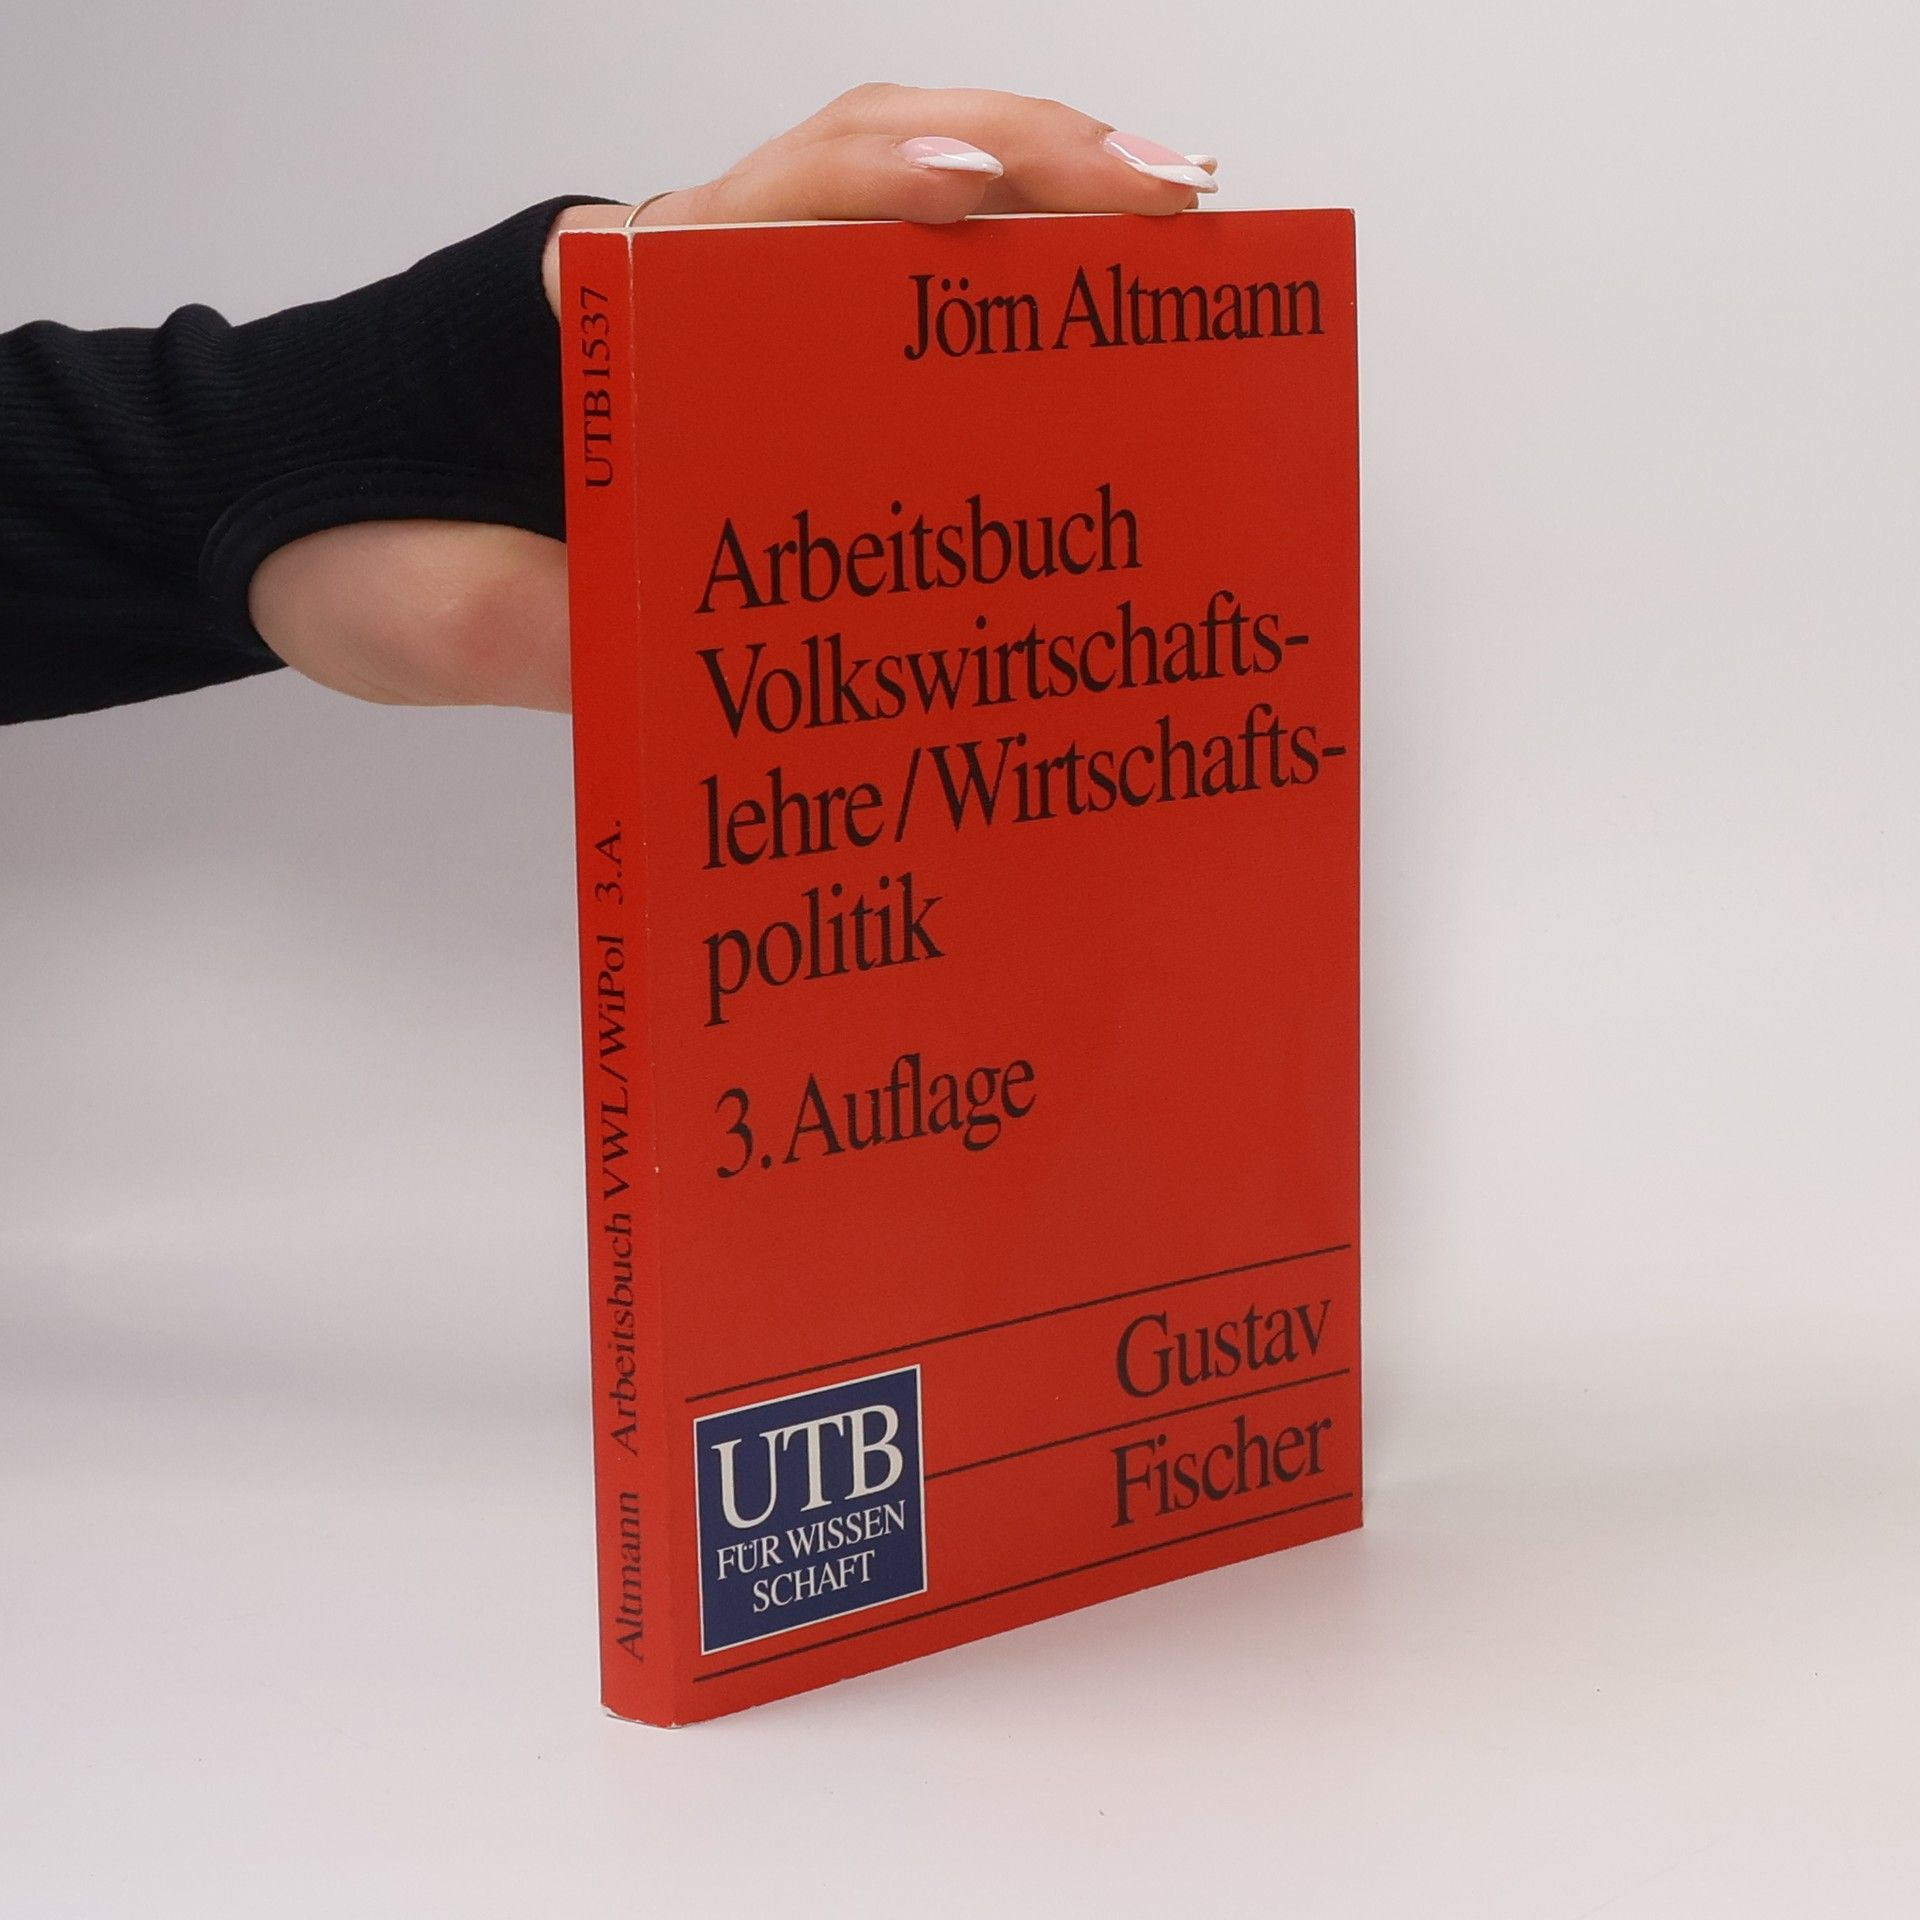 Jörn Altmann
Arbeitsbuch
Volkswirtschafts-
lehre/Wirtschafts-
politik
3. Auflage
Gustav
Fischer
UTB
FÜR WISSEN
SCHAFT
Altmann Arbeitsbuch VWL/WiPol 3.A. UTB 1537